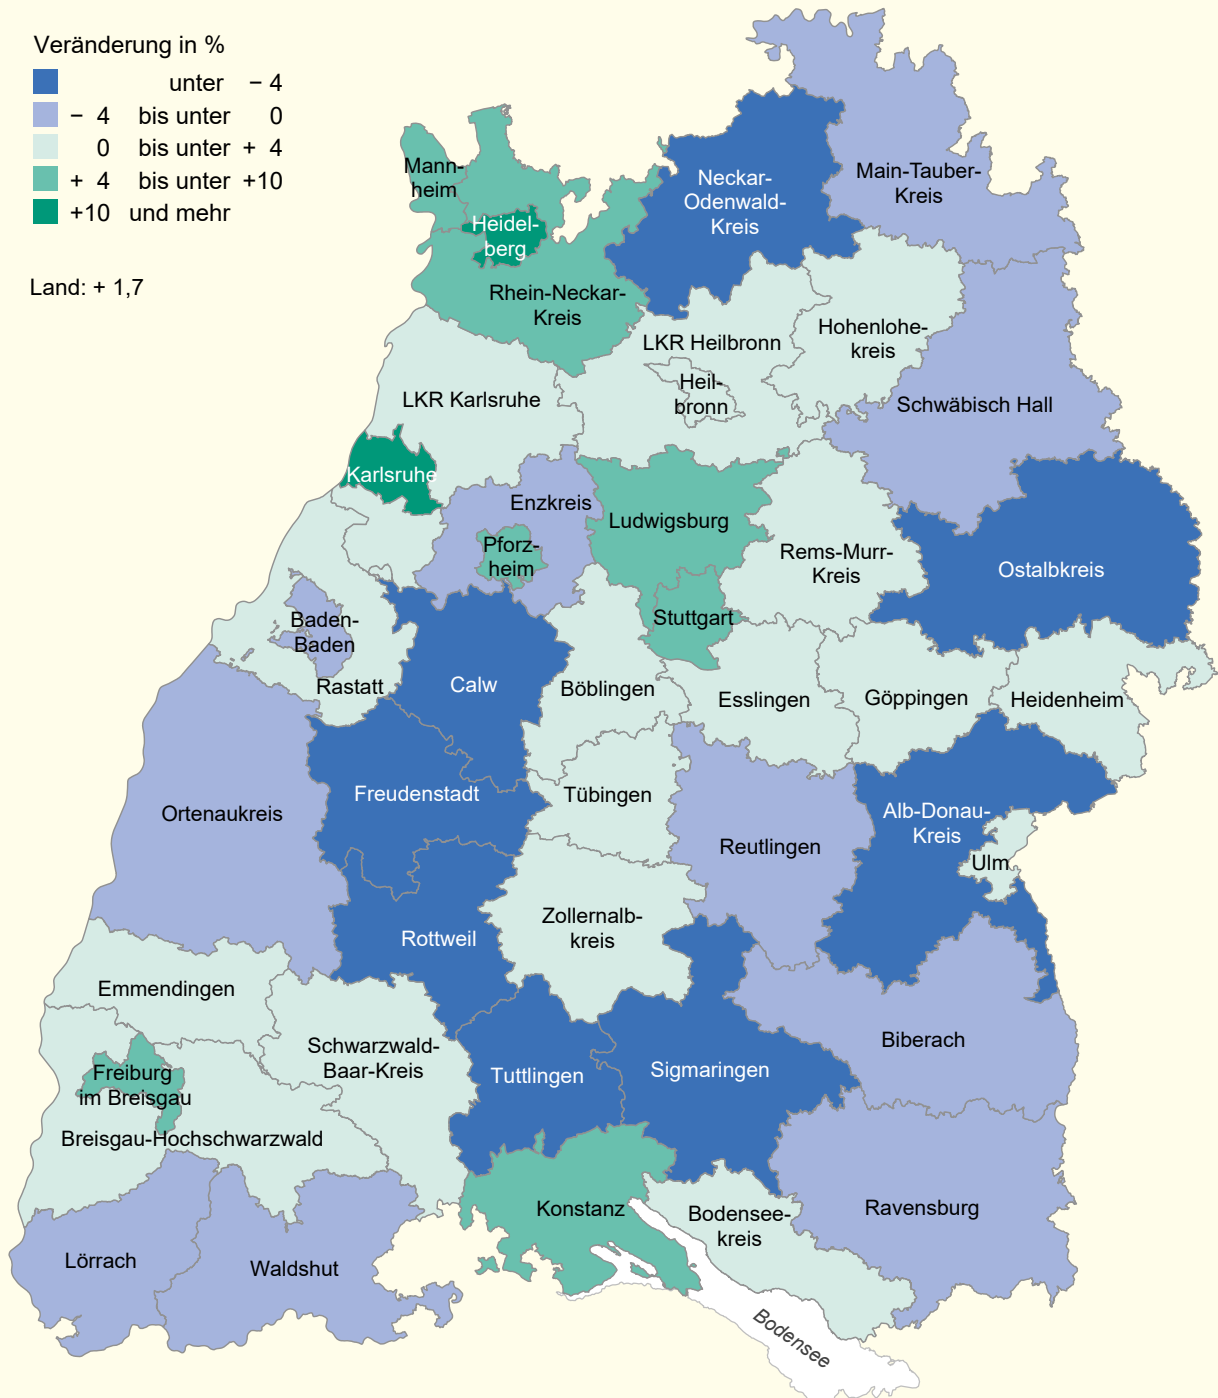 Veränderung in %
unter − 4
− 4 bis unter 0
0 bis unter + 4
+ 4 bis unter +10
+10 und mehr
Land: + 1,7
Mann-
heim
Heidel-
berg
Rhein-Neckar-
Kreis
Neckar-
Odenwald-
Kreis
Main-Tauber-
Kreis
LKR Heilbronn
Heil-
bronn
Hohenlohe-
kreis
Schwäbisch Hall
LKR Karlsruhe
Karlsruhe
Enzkreis
Pforz-
heim
Ludwigsburg
Stuttgart
Rems-Murr-
Kreis
Ostalbkreis
Baden-
Baden
Rastatt
Calw
Böblingen
Esslingen
Göppingen
Heidenheim
Ortenaukreis
Freudenstadt
Tübingen
Reutlingen
Alb-Donau-
Kreis
Ulm
Rottweil
Zollernalb-
kreis
Emmendingen
Schwarzwald-
Baar-Kreis
Freiburg
im Breisgau
Breisgau-Hochschwarzwald
Tuttlingen
Sigmaringen
Biberach
Lörrach
Waldshut
Konstanz
Bodensee-
kreis
Ravensburg
Bodensee